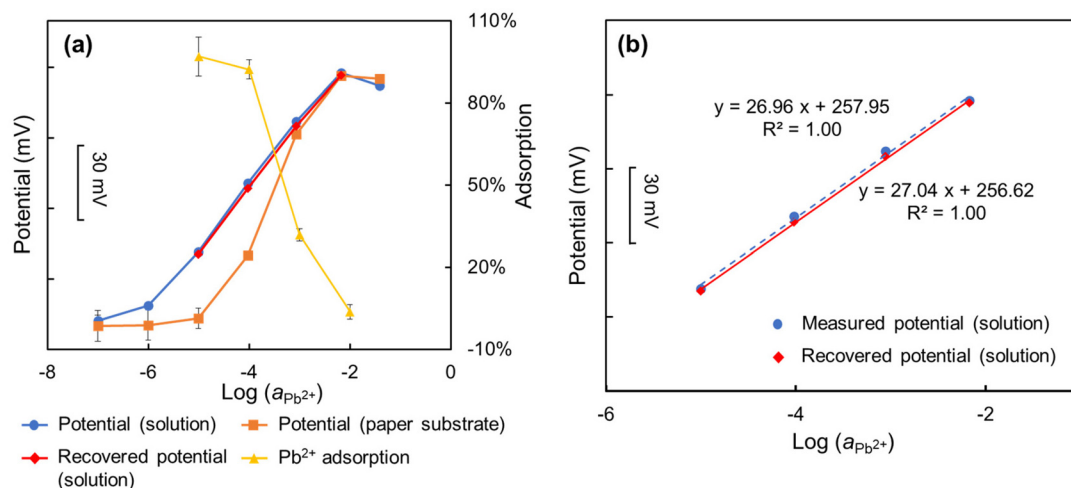 (a)
110%
80%
50%
20%
-10%
Adsorption
Potential (mV)
30 mV
-8
-6
-4
-2
0
Log (aPb²⁺)
Potential (solution)
Potential (paper substrate)
Recovered potential
(solution)
Pb²⁺ adsorption
(b)
y = 26.96 x + 257.95
R² = 1.00
y = 27.04 x + 256.62
R² = 1.00
Potential (mV)
30 mV
Measured potential (solution)
Recovered potential (solution)
-6
-4
-2
Log (aPb²⁺)